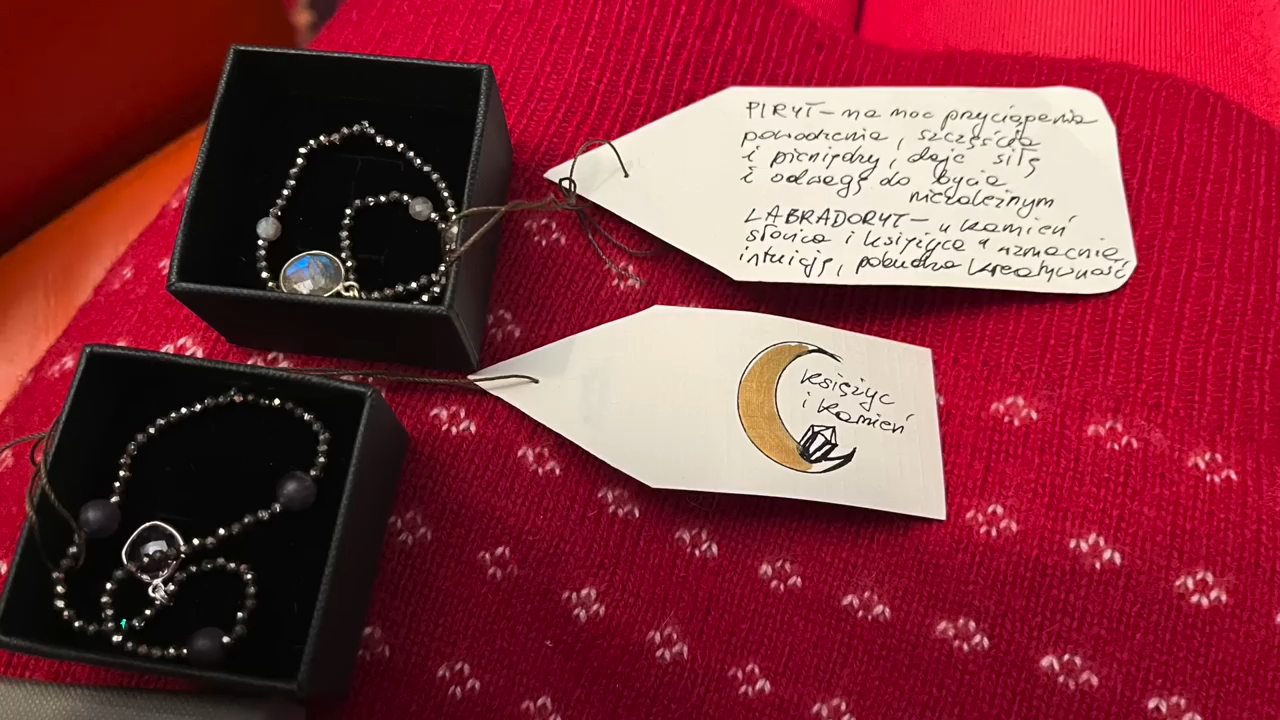 PIRYT – ma moc przyciągania
powodzenia, szczęścia
i pieniędzy, daje siłę
i odwagę do bycia
niezależnym
LABRADORYT – "kamień
słońca i księżyca" wzmacnia
intuicję, pobudza kreatywność
księżyc
i kamień